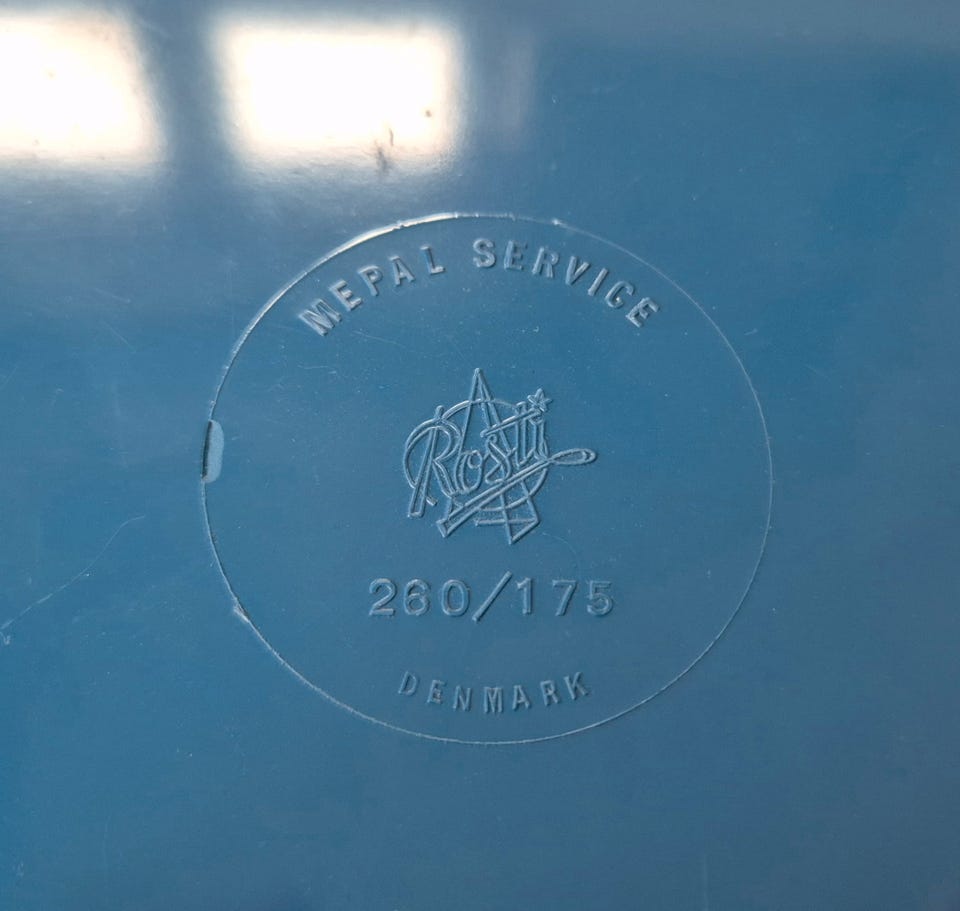 MEPAL SERVICE
Rosti
260/175
DENMARK